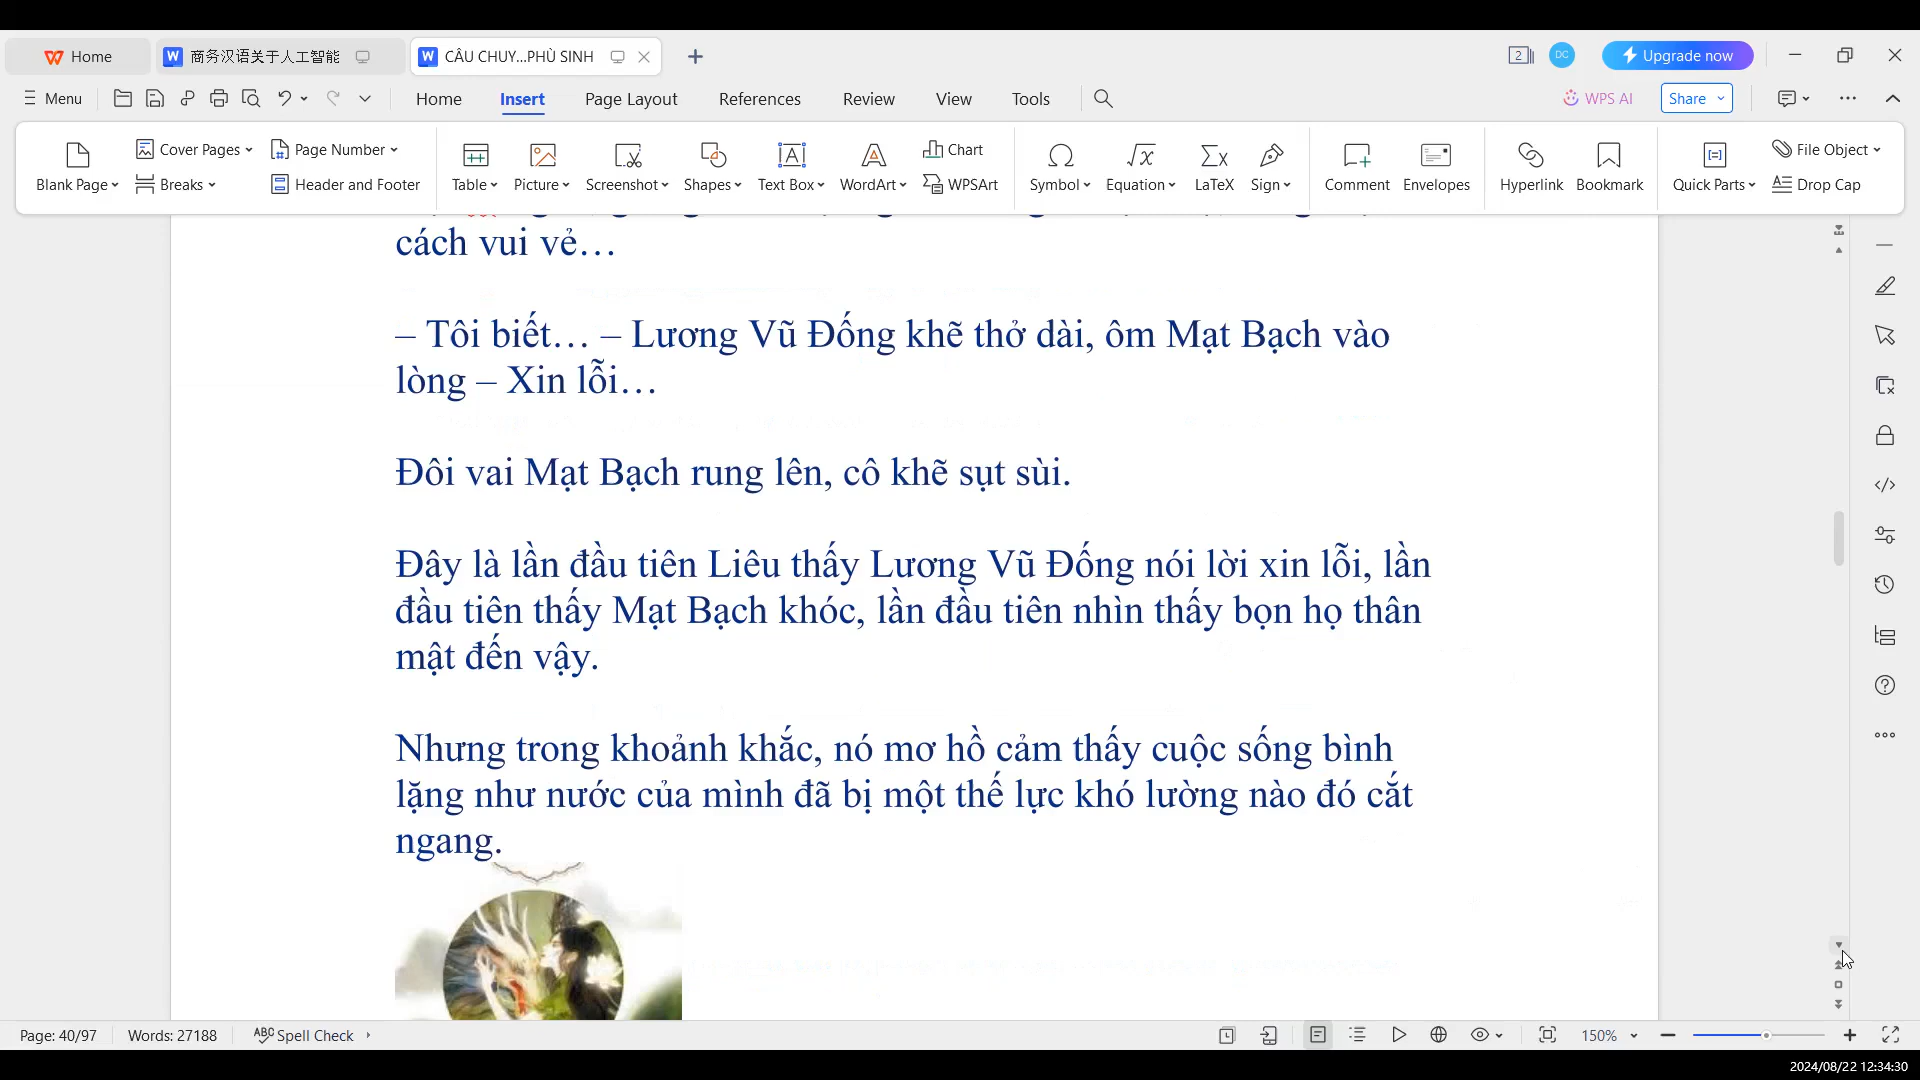 Home
商务汉语关于人工智能
CÂU CHUY...PHÙ SINH
2
DC
Upgrade now
Menu
Home
Insert
Page Layout
References
Review
View
Tools
WPS AI
Share
Blank Page
Cover Pages
Breaks
Page Number
Header and Footer
Table
Picture
Screenshot
Shapes
Text Box
WordArt
Chart
WPSArt
Symbol
Equation
LaTeX
Sign
Comment
Envelopes
Hyperlink
Bookmark
Quick Parts
File Object
Drop Cap
cách vui vẻ…
– Tôi biết… – Lương Vũ Đống khẽ thở dài, ôm Mạt Bạch vào
lòng – Xin lỗi…
Đôi vai Mạt Bạch rung lên, cô khẽ sụt sùi.
Đây là lần đầu tiên Liêu thấy Lương Vũ Đống nói lời xin lỗi, lần
đầu tiên thấy Mạt Bạch khóc, lần đầu tiên nhìn thấy bọn họ thân
mật đến vậy.
Nhưng trong khoảnh khắc, nó mơ hồ cảm thấy cuộc sống bình
lặng như nước của mình đã bị một thế lực khó lường nào đó cắt
ngang.
Page: 40/97
Words: 27188
Spell Check
150%
2024/08/22 12:34:30